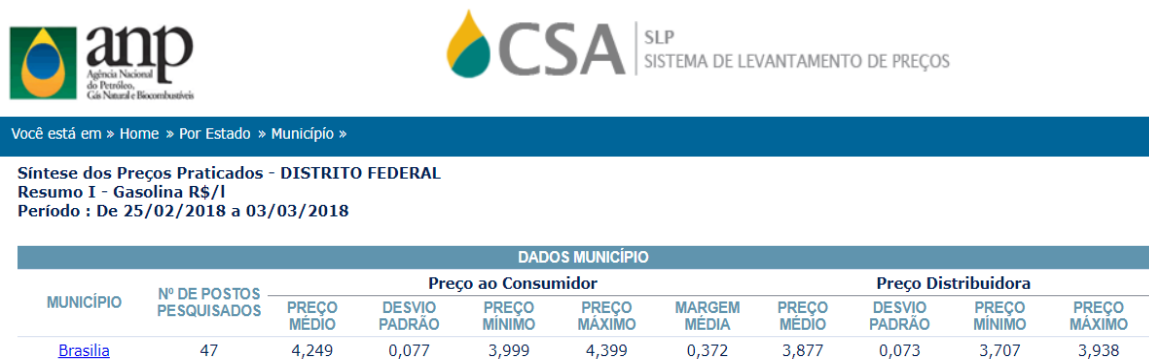 anp
Agência Nacional
do Petróleo,
Gás Natural e Biocombustíveis
CSA SLP
SISTEMA DE LEVANTAMENTO DE PREÇOS
Você está em » Home » Por Estado » Município »
Síntese dos Preços Praticados - DISTRITO FEDERAL
Resumo I - Gasolina R$/l
Período : De 25/02/2018 a 03/03/2018
DADOS MUNICÍPIO
Preço ao Consumidor Preço Distribuidora
MUNICÍPIO Nº DE POSTOS PESQUISADOS PREÇO MÉDIO DESVIO PADRÃO PREÇO MÍNIMO PREÇO MÁXIMO MARGEM MÉDIA PREÇO MÉDIO DESVIO PADRÃO PREÇO MÍNIMO PREÇO MÁXIMO
Brasilia 47 4,249 0,077 3,999 4,399 0,372 3,877 0,073 3,707 3,938